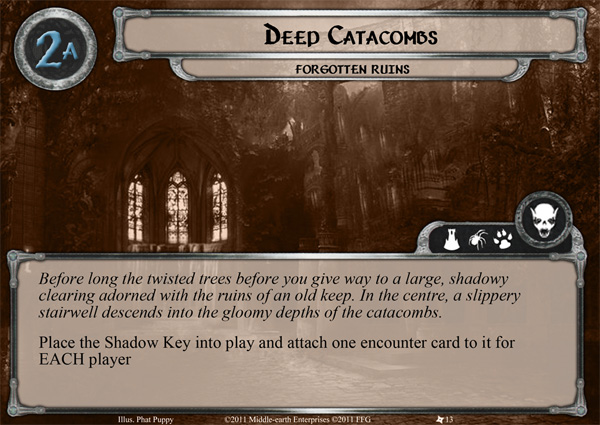 2A
DEEP CATACOMBS
FORGOTTEN RUINS
Before long the twisted trees before you give way to a large, shadowy
clearing adorned with the ruins of an old keep. In the centre, a slippery
stairwell descends into the gloomy depths of the catacombs.
Place the Shadow Key into play and attach one encounter card to it for
EACH player
Illus. Phat Puppy ©2011 Middle-earth Enterprises ©2011 FFG 13